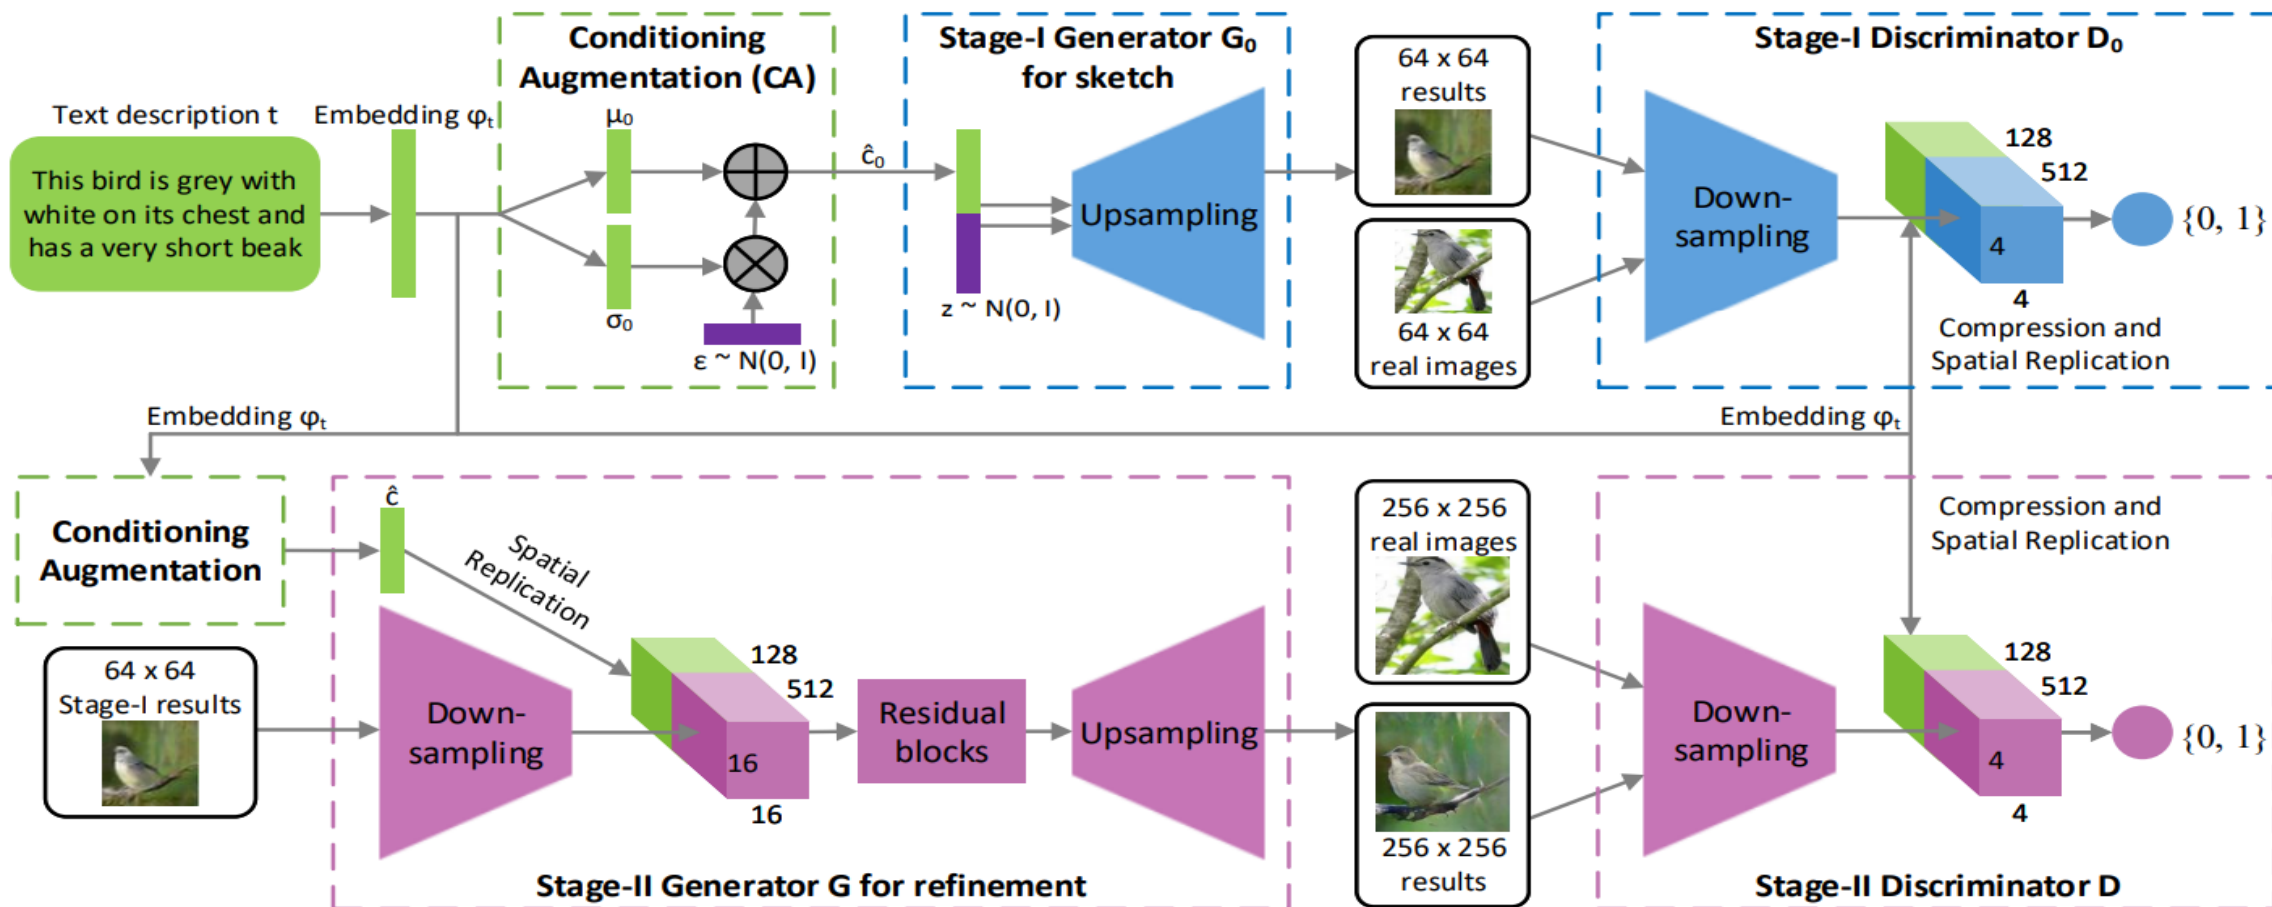 Text description t
This bird is grey with
white on its chest and
has a very short beak
Embedding φt
Conditioning
Augmentation (CA)
μ0
σ0
ε ~ N(0, I)
ĉ0
Stage-I Generator G0
for sketch
z ~ N(0, I)
Upsampling
64 x 64
results
64 x 64
real images
Stage-I Discriminator D0
Down-
sampling
128
512
4
4
{0, 1}
Compression and
Spatial Replication
Embedding φt
Embedding φt
Conditioning
Augmentation
64 x 64
Stage-I results
ĉ
Spatial
Replication
Down-
sampling
128
512
16
16
Residual
blocks
Upsampling
Stage-II Generator G for refinement
256 x 256
real images
256 x 256
results
Compression and
Spatial Replication
Down-
sampling
128
512
4
4
{0, 1}
Stage-II Discriminator D